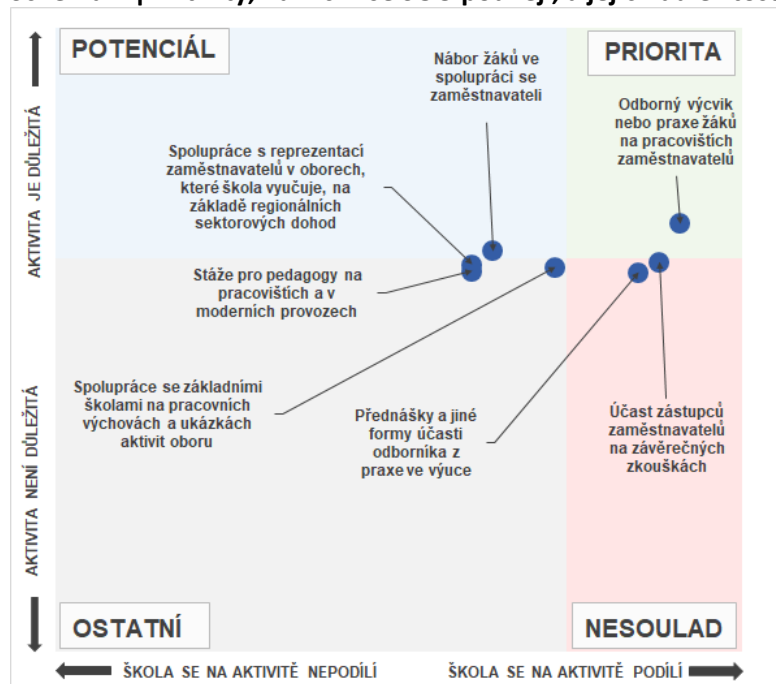 POTENCIÁL
PRIORITA
Nábor žáků ve
spolupráci se
zaměstnavateli
Odborný výcvik
nebo praxe žáků
na pracovištích
zaměstnavatelů
Spolupráce s reprezentací
zaměstnavatelů v oborech,
které škola vyučuje, na
základě regionálních
sektorových dohod
Stáže pro pedagogy na
pracovištích a v
moderních provozech
Spolupráce se základními
školami na pracovních
výchovách a ukázkách
aktivit oboru
Přednášky a jiné
formy účasti
odborníka z
praxe ve výuce
Účast zástupců
zaměstnavatelů
na závěrečných
zkouškách
OSTATNÍ
NESOULAD
AKTIVITA JE DŮLEŽITÁ
AKTIVITA NENÍ DŮLEŽITÁ
ŠKOLA SE NA AKTIVITĚ NEPODÍLÍ
ŠKOLA SE NA AKTIVITĚ PODÍLÍ